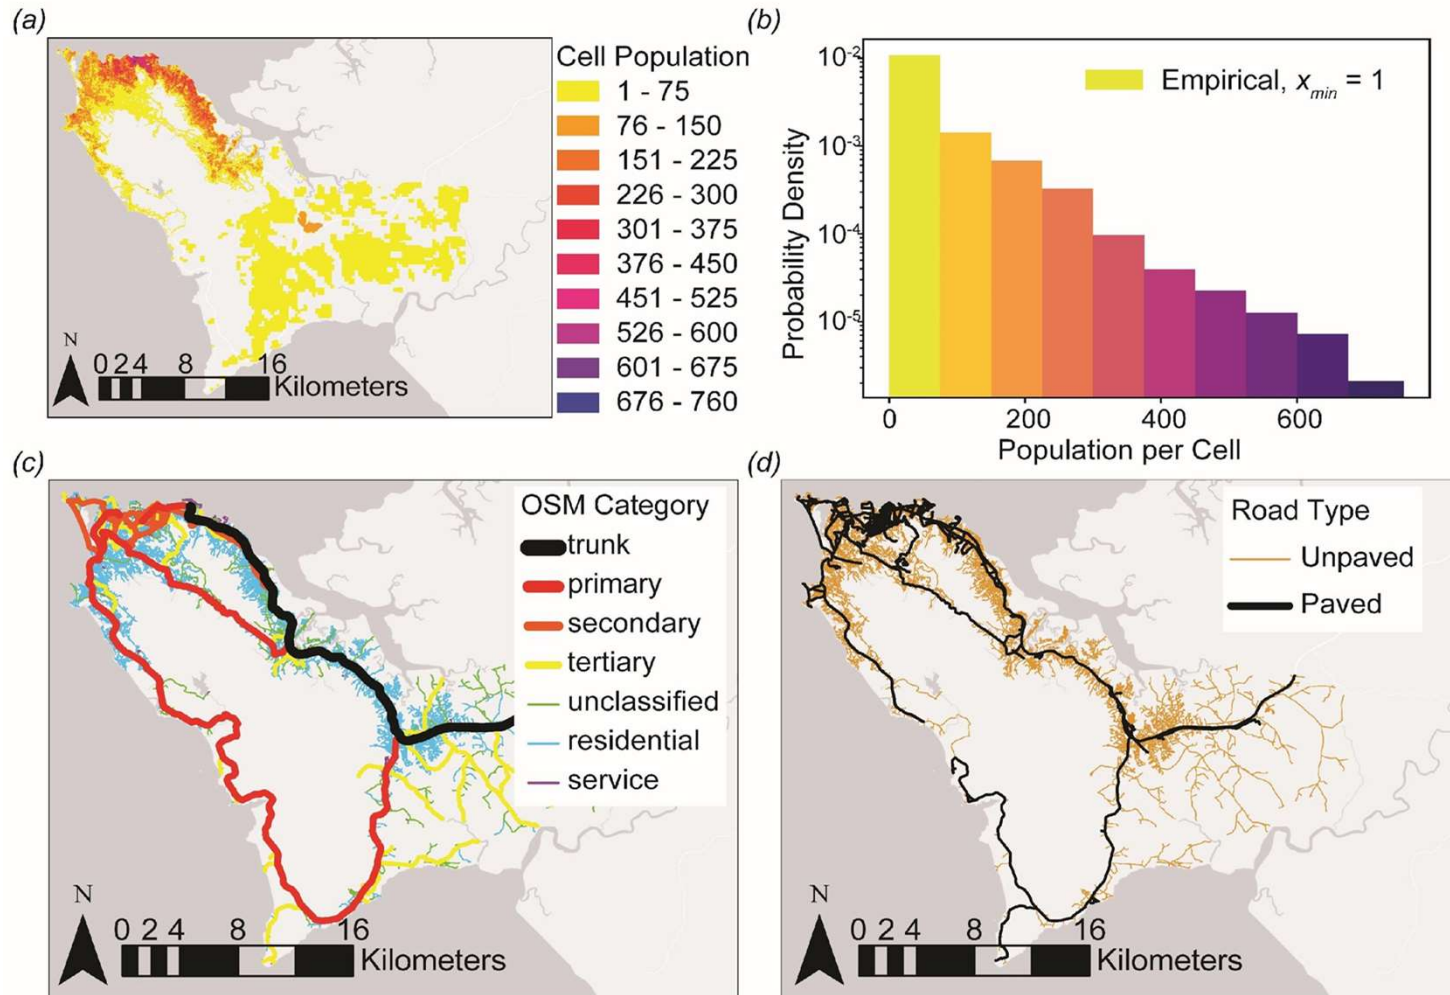 (a)
Cell Population
1 - 75
76 - 150
151 - 225
226 - 300
301 - 375
376 - 450
451 - 525
526 - 600
601 - 675
676 - 760
N
0 2 4 8 16
Kilometers
(b)
Probability Density
10-2
10-3
10-4
10-5
Empirical, xmin = 1
0 200 400 600
Population per Cell
(c)
OSM Category
trunk
primary
secondary
tertiary
unclassified
residential
service
N
0 2 4 8 16
Kilometers
(d)
Road Type
Unpaved
Paved
N
0 2 4 8 16
Kilometers